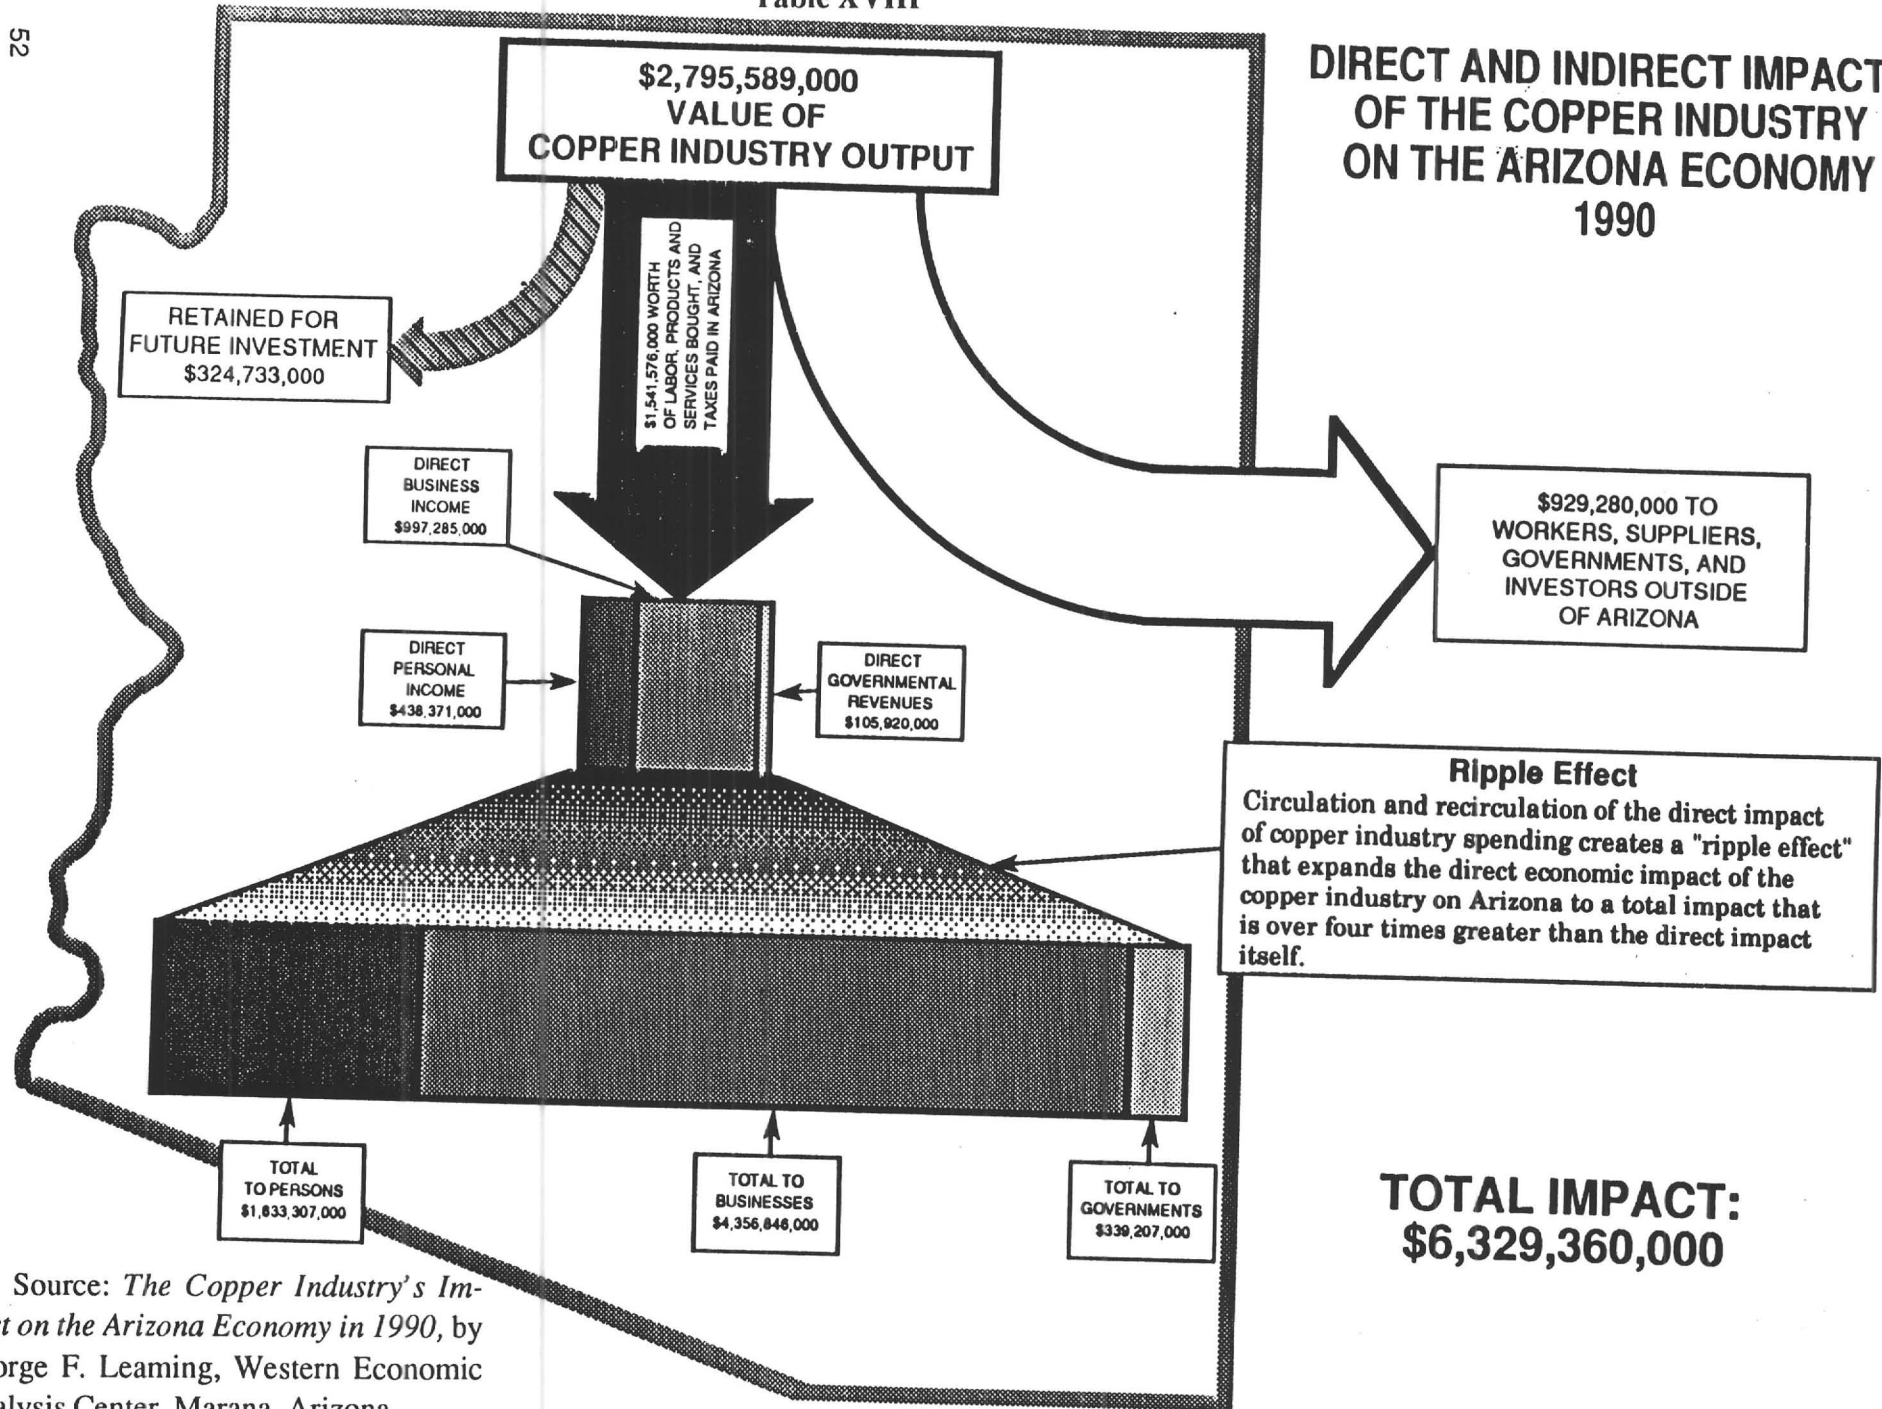 52
Table XVIII
DIRECT AND INDIRECT IMPACT
OF THE COPPER INDUSTRY
ON THE ARIZONA ECONOMY
1990
$2,795,589,000
VALUE OF
COPPER INDUSTRY OUTPUT
$1,541,576,000 WORTH
OF LABOR, PRODUCTS AND
SERVICES BOUGHT, AND
TAXES PAID IN ARIZONA
RETAINED FOR
FUTURE INVESTMENT
$324,733,000
DIRECT
BUSINESS
INCOME
$997,285,000
$929,280,000 TO
WORKERS, SUPPLIERS,
GOVERNMENTS, AND
INVESTORS OUTSIDE
OF ARIZONA
DIRECT
PERSONAL
INCOME
$438,371,000
DIRECT
GOVERNMENTAL
REVENUES
$105,920,000
Ripple Effect
Circulation and recirculation of the direct impact
of copper industry spending creates a "ripple effect"
that expands the direct economic impact of the
copper industry on Arizona to a total impact that
is over four times greater than the direct impact
itself.
TOTAL
TO PERSONS
$1,633,307,000
TOTAL TO
BUSINESSES
$4,356,846,000
TOTAL TO
GOVERNMENTS
$339,207,000
TOTAL IMPACT:
$6,329,360,000
Source: The Copper Industry's Im-
t on the Arizona Economy in 1990, by
orge F. Leaming, Western Economic
alysis Center, Marana, Arizona